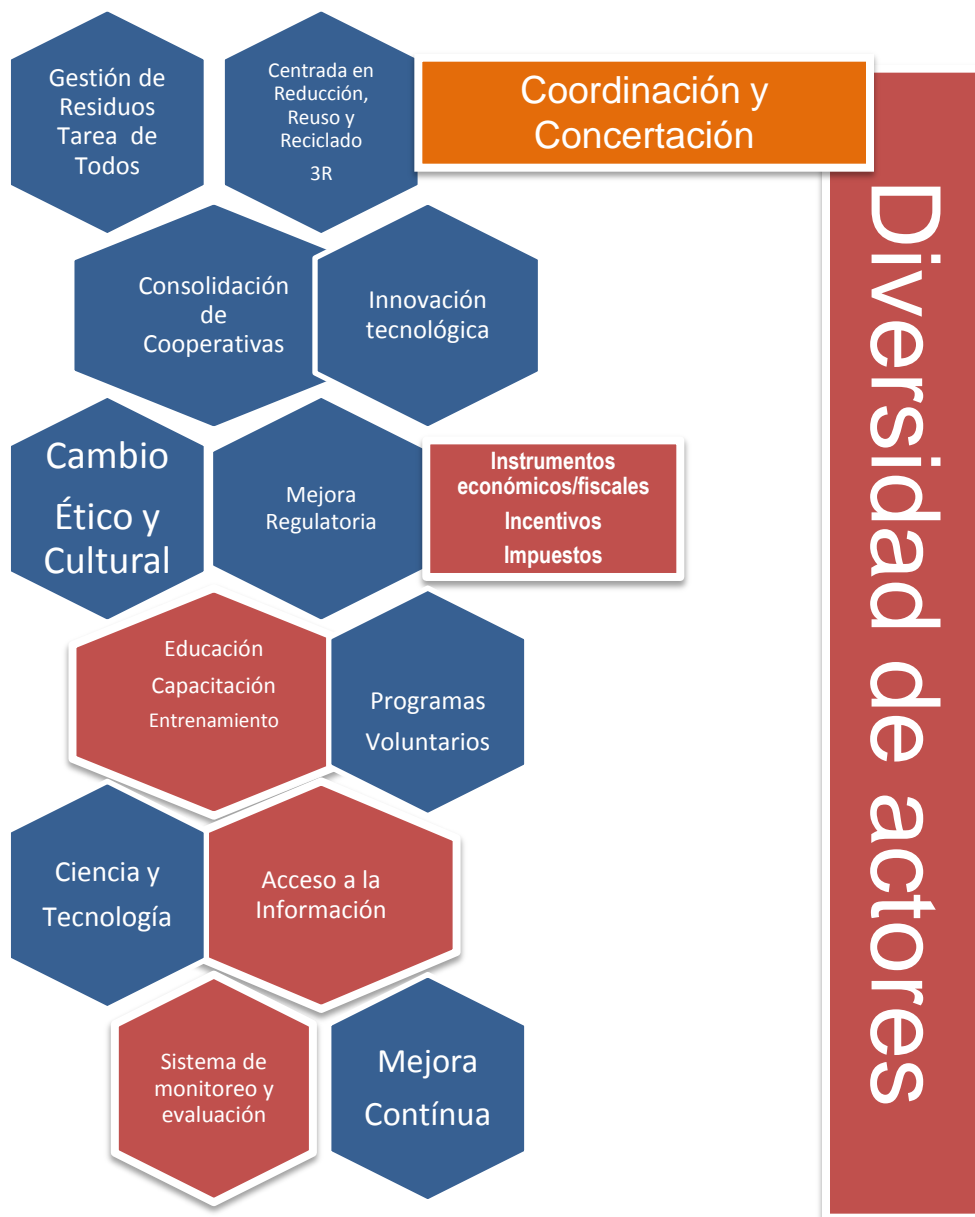 Gestión de
Residuos
Tarea de
Todos
Centrada en
Reducción,
Reuso y
Reciclado
3R
Coordinación y
Concertación
Consolidación
de
Cooperativas
Innovación
tecnológica
Cambio
Ético y
Cultural
Mejora
Regulatoria
Instrumentos
económicos/fiscales
Incentivos
Impuestos
Educación
Capacitación
Entrenamiento
Programas
Voluntarios
Ciencia y
Tecnología
Acceso a la
Información
Sistema de
monitoreo y
evaluación
Mejora
Contínua
Diversidad de actores